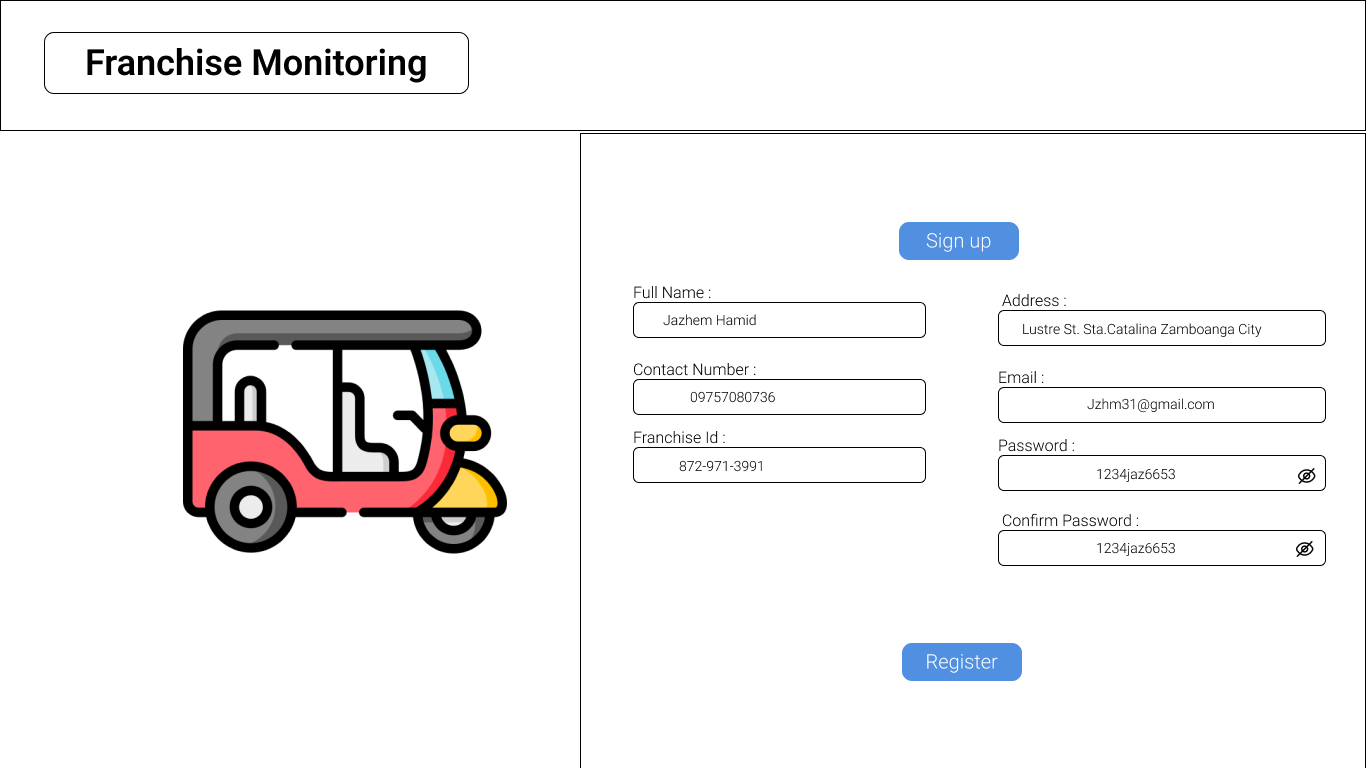 Franchise Monitoring
Sign up
Full Name :
Jazhem Hamid
Contact Number :
09757080736
Franchise Id :
872-971-3991
Address :
Lustre St. Sta.Catalina Zamboanga City
Email :
Jzhm31@gmail.com
Password :
1234jaz6653
Confirm Password :
1234jaz6653
Register